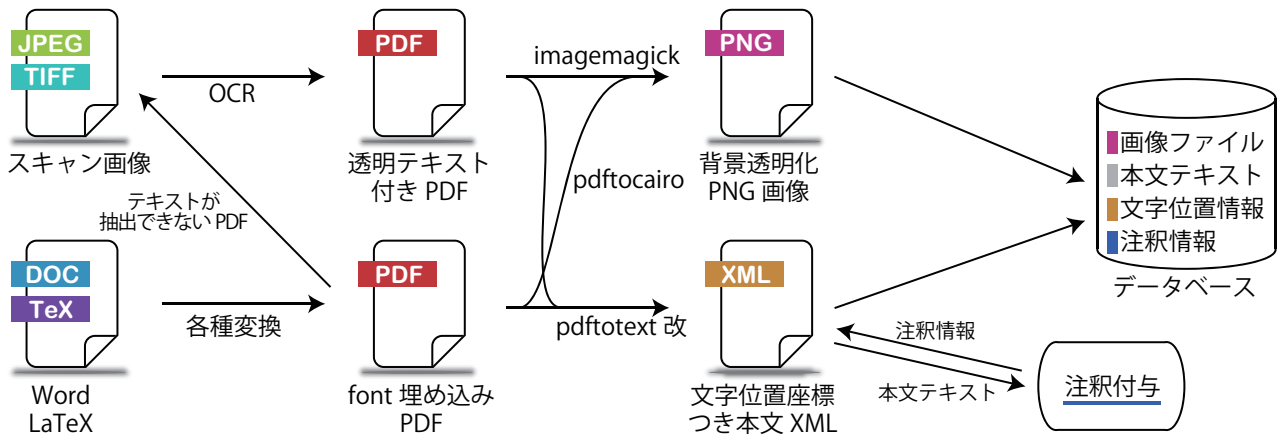 JPEG
TIFF
スキャン画像
OCR
PDF
透明テキスト
付き PDF
imagemagick
pdftocairo
PNG
背景透明化
PNG 画像
画像ファイル
本文テキスト
文字位置情報
注釈情報
データベース
テキストが
抽出できない PDF
DOC
TeX
Word
LaTeX
各種変換
PDF
font 埋め込み
PDF
pdftotext 改
XML
文字位置座標
つき本文 XML
注釈情報
本文テキスト
注釈付与